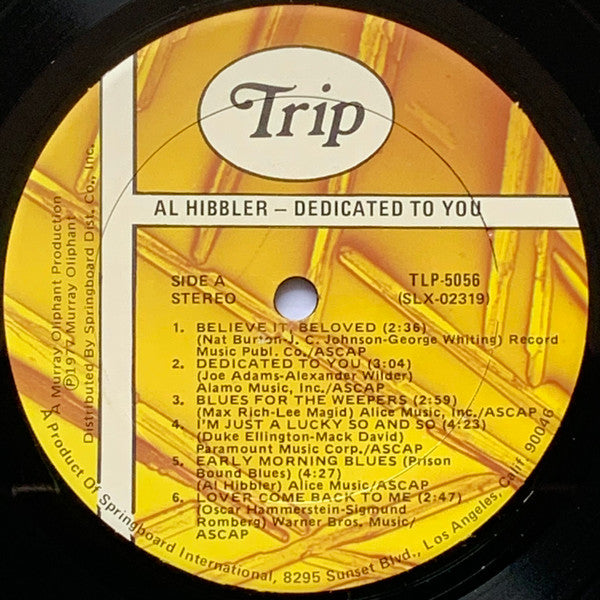 Trip
AL HIBBLER – DEDICATED TO YOU
SIDE A
STEREO
TLP-5056
(SLX-02319)
1. BELIEVE IT, BELOVED (2:36)
(Nat Burton-J. C. Johnson-George Whiting) Record
Music Publ. Co./ASCAP
2. DEDICATED TO YOU (3:04)
(Joe Adams-Alexander Wilder)
Alamo Music, Inc./ASCAP
3. BLUES FOR THE WEEPERS (2:59)
(Max Rich-Lee Magid) Alice Music, Inc./ASCAP
4. I'M JUST A LUCKY SO AND SO (4:23)
(Duke Ellington-Mack David)
Paramount Music Corp./ASCAP
5. EARLY MORNING BLUES (Prison
Bound Blues) (4:27)
(Al Hibbler) Alice Music/ASCAP
6. LOVER COME BACK TO ME (2:47)
(Oscar Hammerstein-Sigmund
Romberg) Warner Bros. Music/
ASCAP
A Murray Oliphant Production
Ⓟ1977 Murray Oliphant
Distributed By Springboard Dist. Co., Inc.
A Product Of Springboard International, 8295 Sunset Blvd., Los Angeles, Calif. 90046